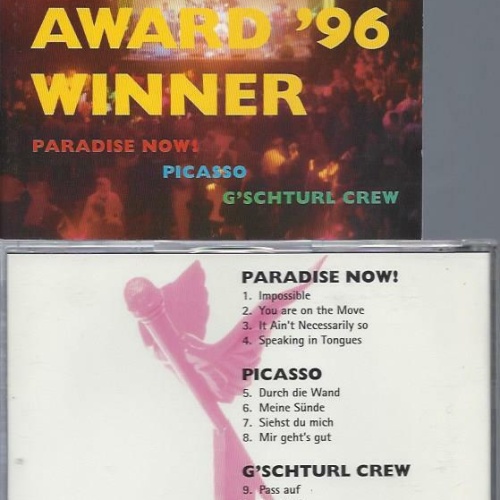 AWARD '96
WINNER
PARADISE NOW!
PICASSO
G'SCHTURL CREW
PARADISE NOW!
1. Impossible
2. You are on the Move
3. It Ain't Necessarily so
4. Speaking in Tongues
PICASSO
5. Durch die Wand
6. Meine Sünde
7. Siehst du mich
8. Mir geht's gut
G'SCHTURL CREW
9. Pass auf